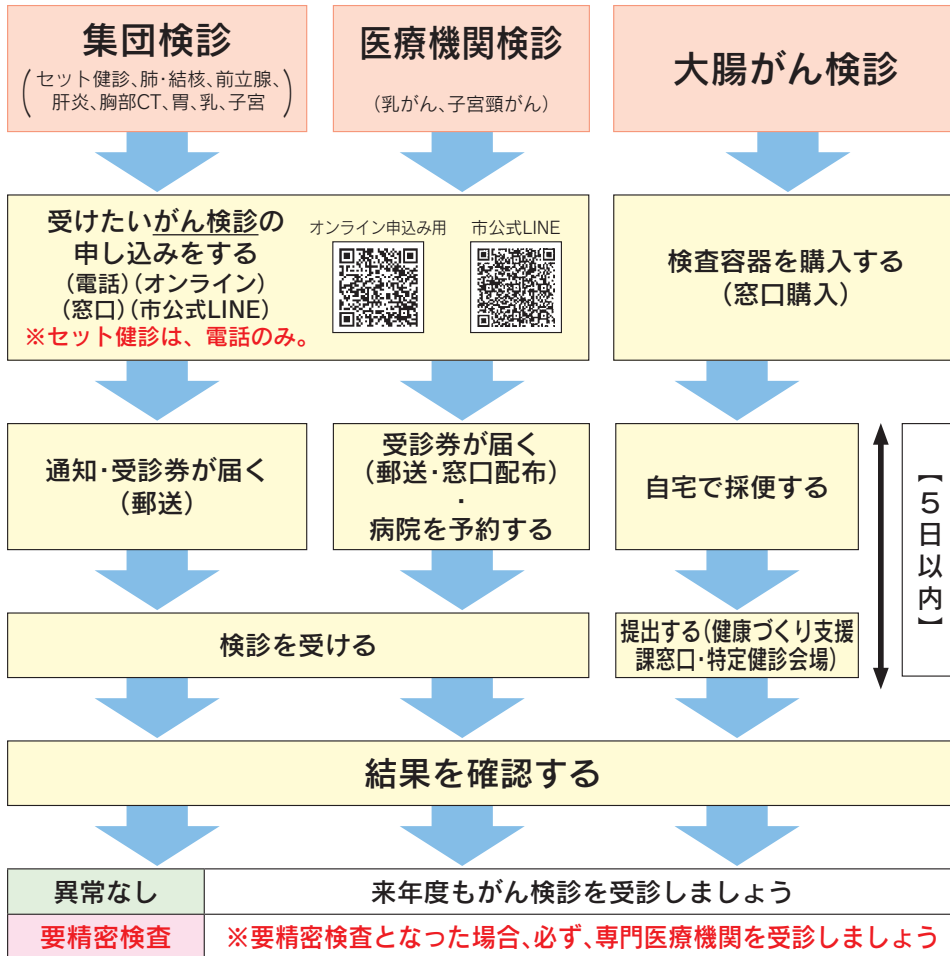 集団検診
(セット健診、肺・結核、前立腺、
肝炎、胸部CT、胃、乳、子宮)
医療機関検診
(乳がん、子宮頸がん)
大腸がん検診
受けたいがん検診の
申し込みをする
(電話)(オンライン)
(窓口)(市公式LINE)
※セット健診は、電話のみ。
オンライン申込み用
市公式LINE
検査容器を購入する
(窓口購入)
通知・受診券が届く
(郵送)
受診券が届く
(郵送・窓口配布)
・
病院を予約する
自宅で採便する
【5日以内】
検診を受ける
提出する(健康づくり支援
課窓口・特定健診会場)
結果を確認する
異常なし
来年度もがん検診を受診しましょう
要精密検査
※要精密検査となった場合、必ず、専門医療機関を受診しましょう